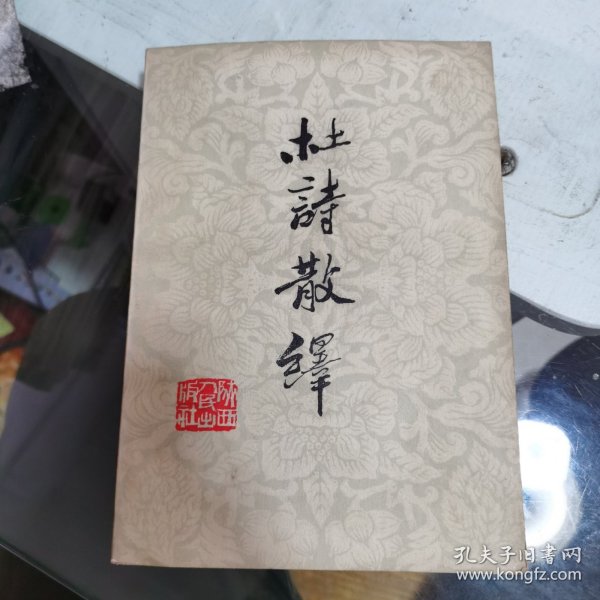 杜詩散繹
陕西
人民出
版社
孔夫子旧书网
www.kongfz.com